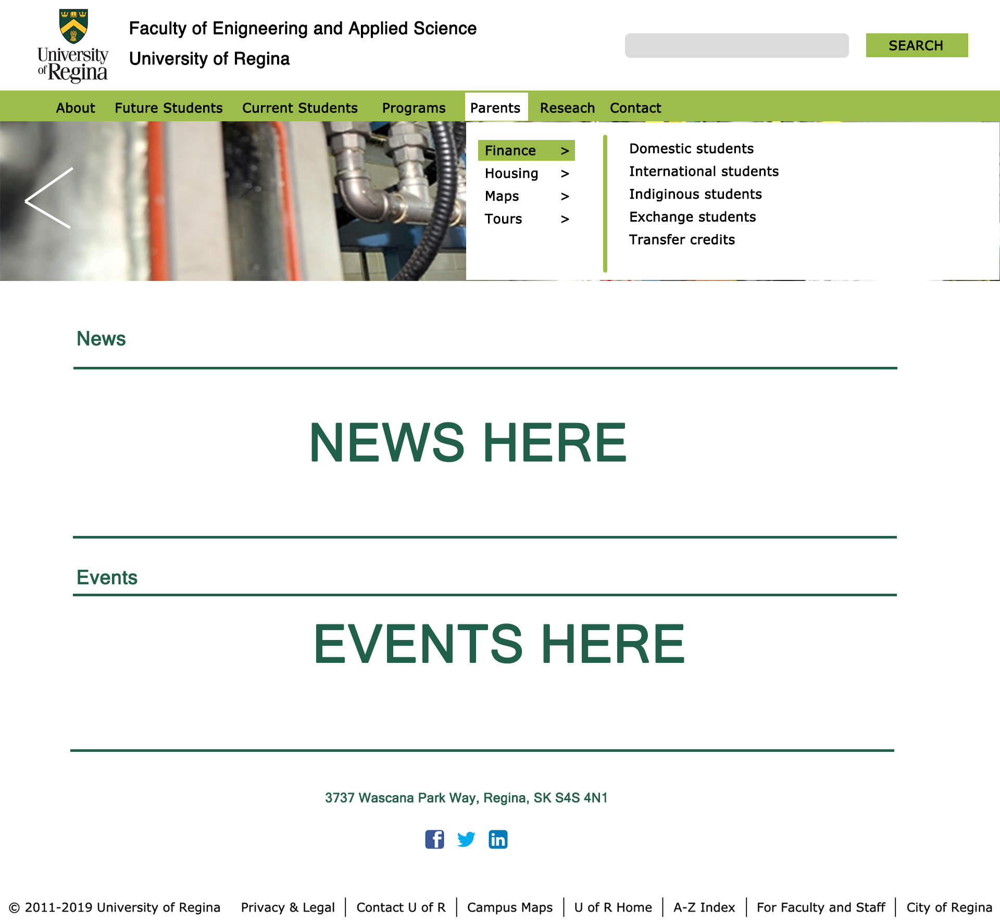 University
of Regina
Faculty of Enigneering and Applied Science
University of Regina
SEARCH
About Future Students Current Students Programs Parents Reseach Contact
Finance >
Housing >
Maps >
Tours >
Domestic students
International students
Indiginous students
Exchange students
Transfer credits
News
NEWS HERE
Events
EVENTS HERE
3737 Wascana Park Way, Regina, SK S4S 4N1
f in
© 2011-2019 University of Regina Privacy & Legal Contact U of R Campus Maps U of R Home A-Z Index For Faculty and Staff City of Regina